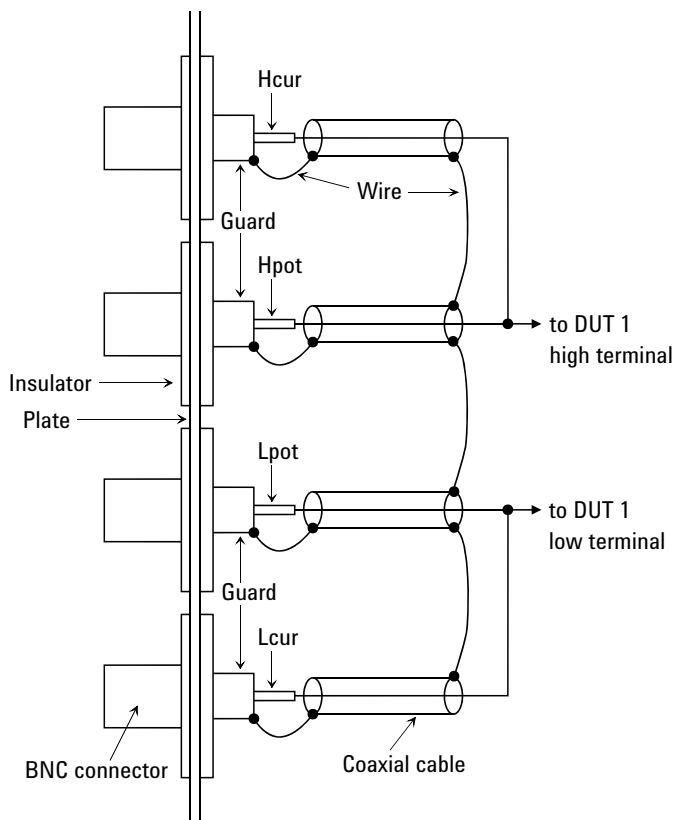 Hcur
Wire
Guard
Hpot
to DUT 1
high terminal
Insulator
Plate
Lpot
to DUT 1
low terminal
Guard
Lcur
BNC connector
Coaxial cable